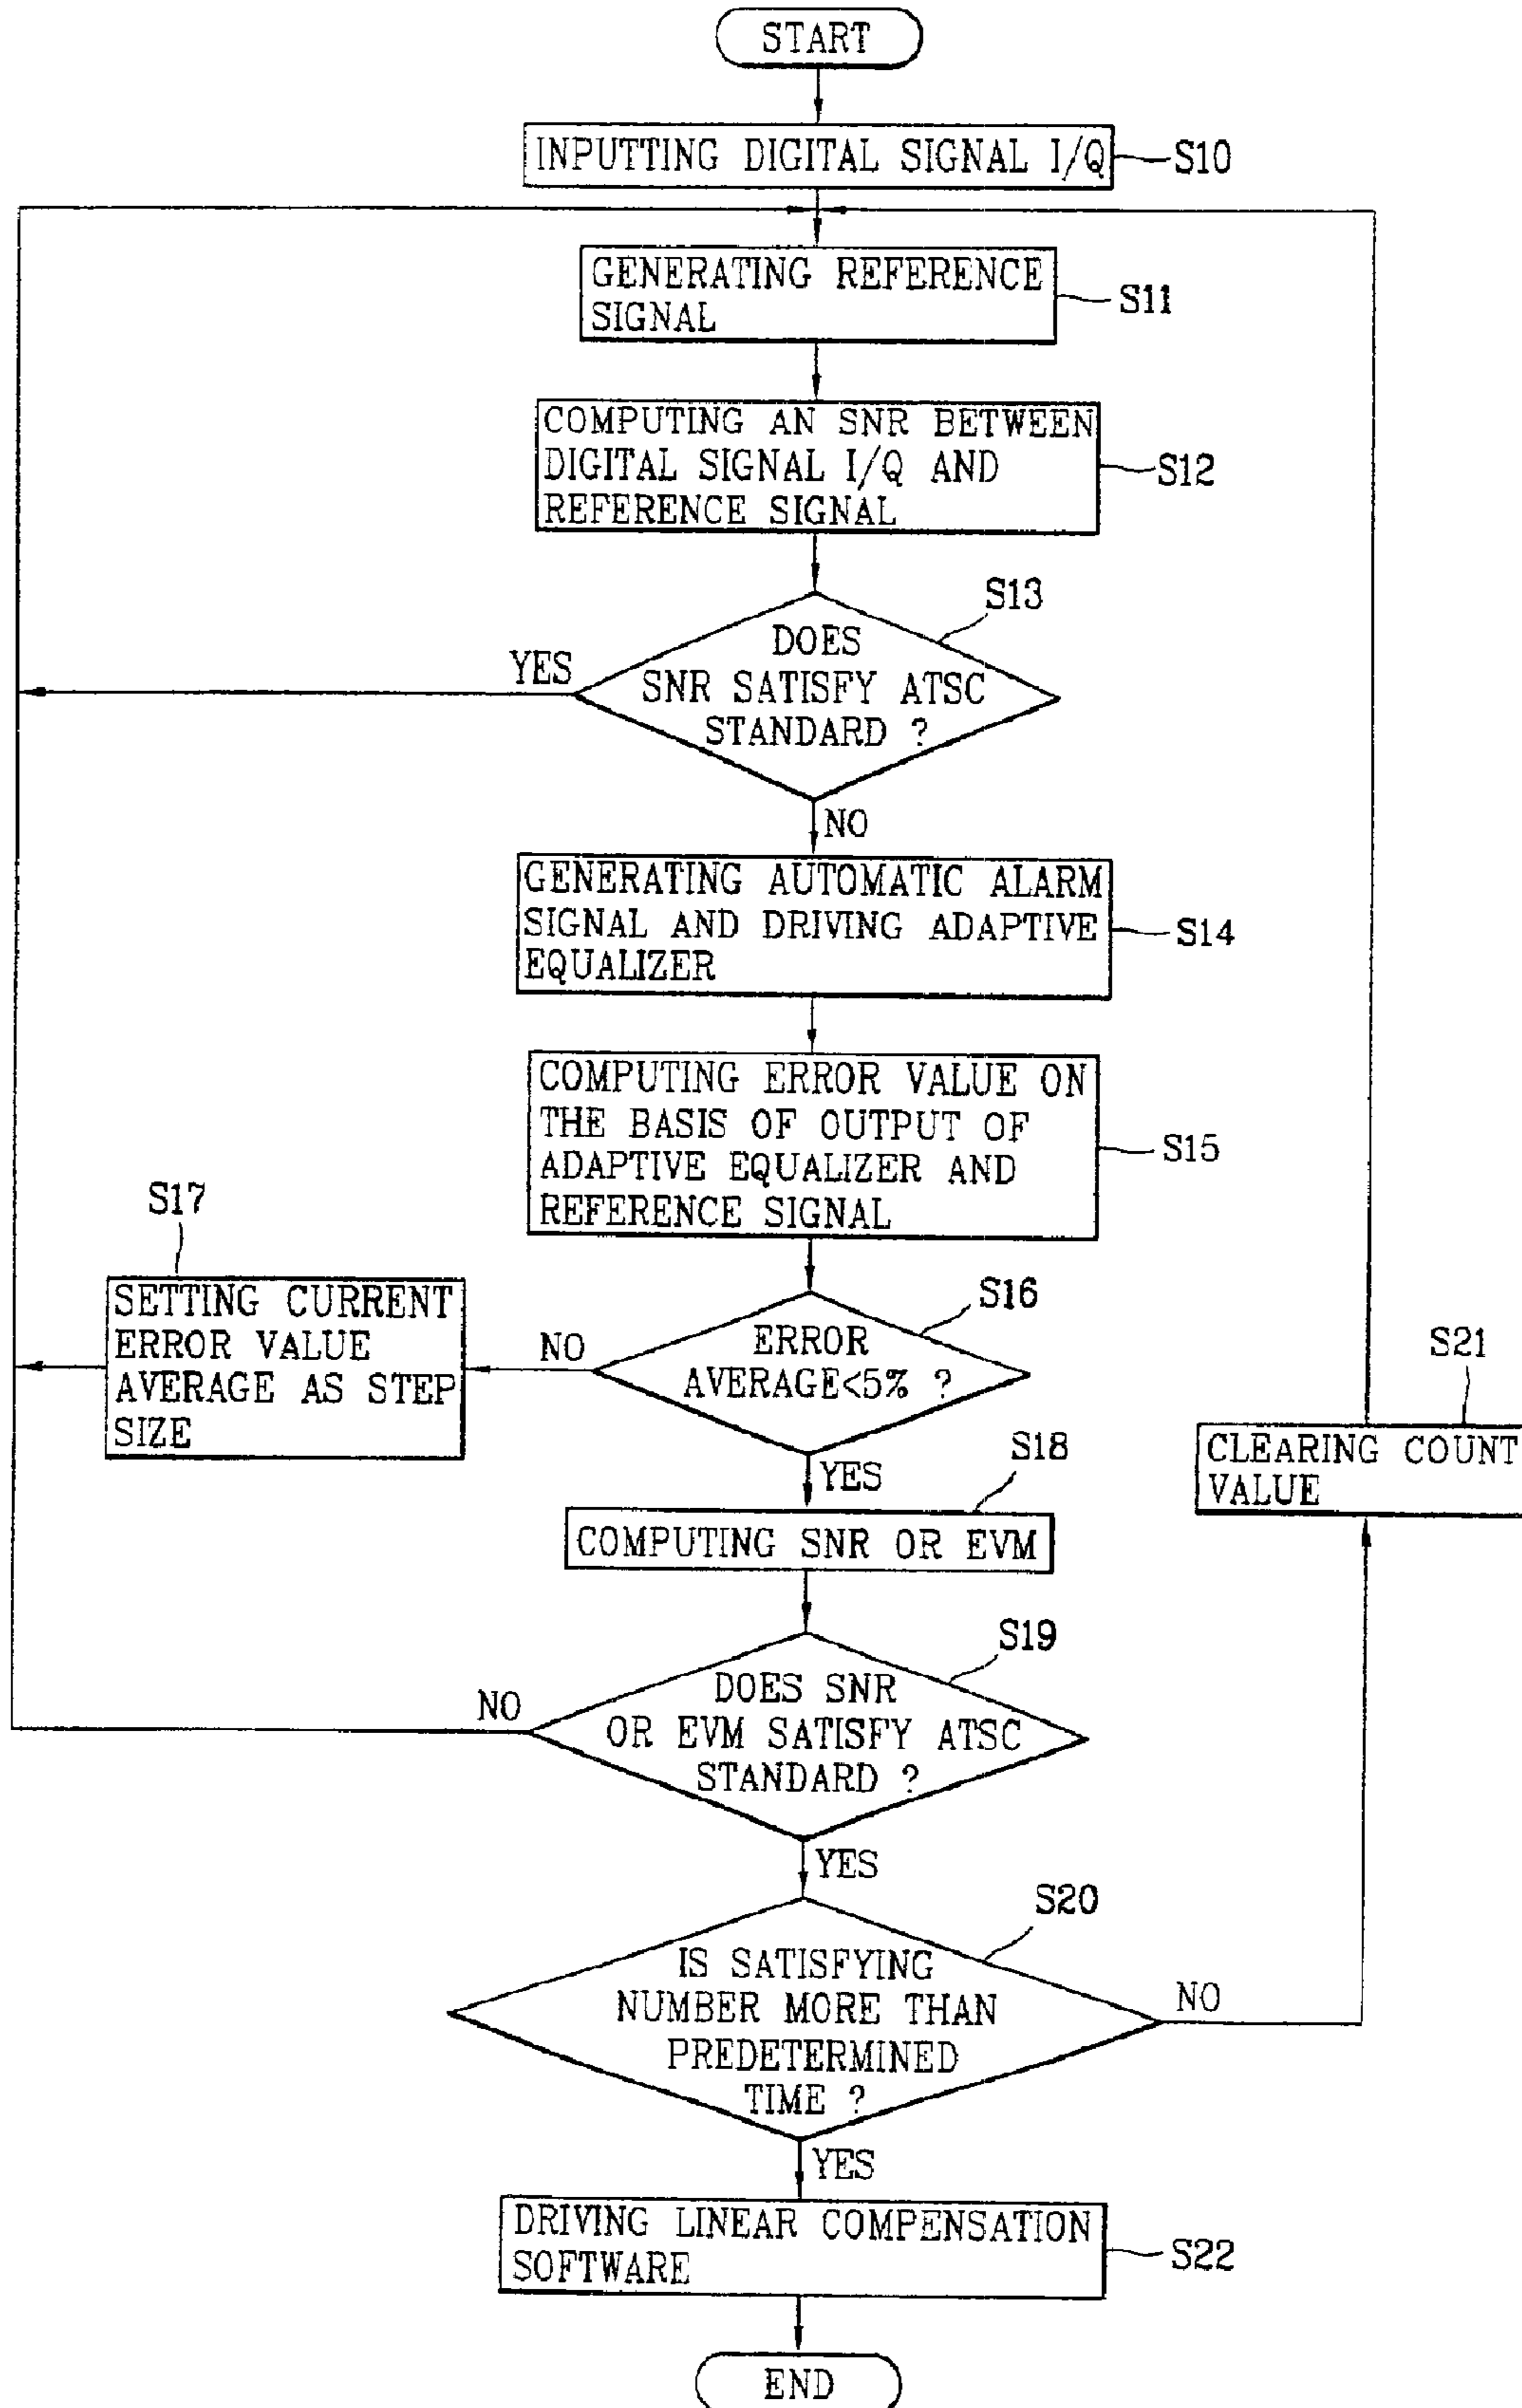 START
INPUTTING DIGITAL SIGNAL I/Q
S10
GENERATING REFERENCE
SIGNAL
S11
COMPUTING AN SNR BETWEEN
DIGITAL SIGNAL I/Q AND
REFERENCE SIGNAL
S12
S13
DOES
SNR SATISFY ATSC
STANDARD ?
YES
NO
GENERATING AUTOMATIC ALARM
SIGNAL AND DRIVING ADAPTIVE
EQUALIZER
S14
COMPUTING ERROR VALUE ON
THE BASIS OF OUTPUT OF
ADAPTIVE EQUALIZER AND
REFERENCE SIGNAL
S15
S16
ERROR
AVERAGE<5% ?
NO
S17
SETTING CURRENT
ERROR VALUE
AVERAGE AS STEP
SIZE
YES
S18
COMPUTING SNR OR EVM
S19
DOES SNR
OR EVM SATISFY ATSC
STANDARD ?
NO
YES
S20
IS SATISFYING
NUMBER MORE THAN
PREDETERMINED
TIME ?
NO
S21
CLEARING COUNT
VALUE
YES
DRIVING LINEAR COMPENSATION
SOFTWARE
S22
END